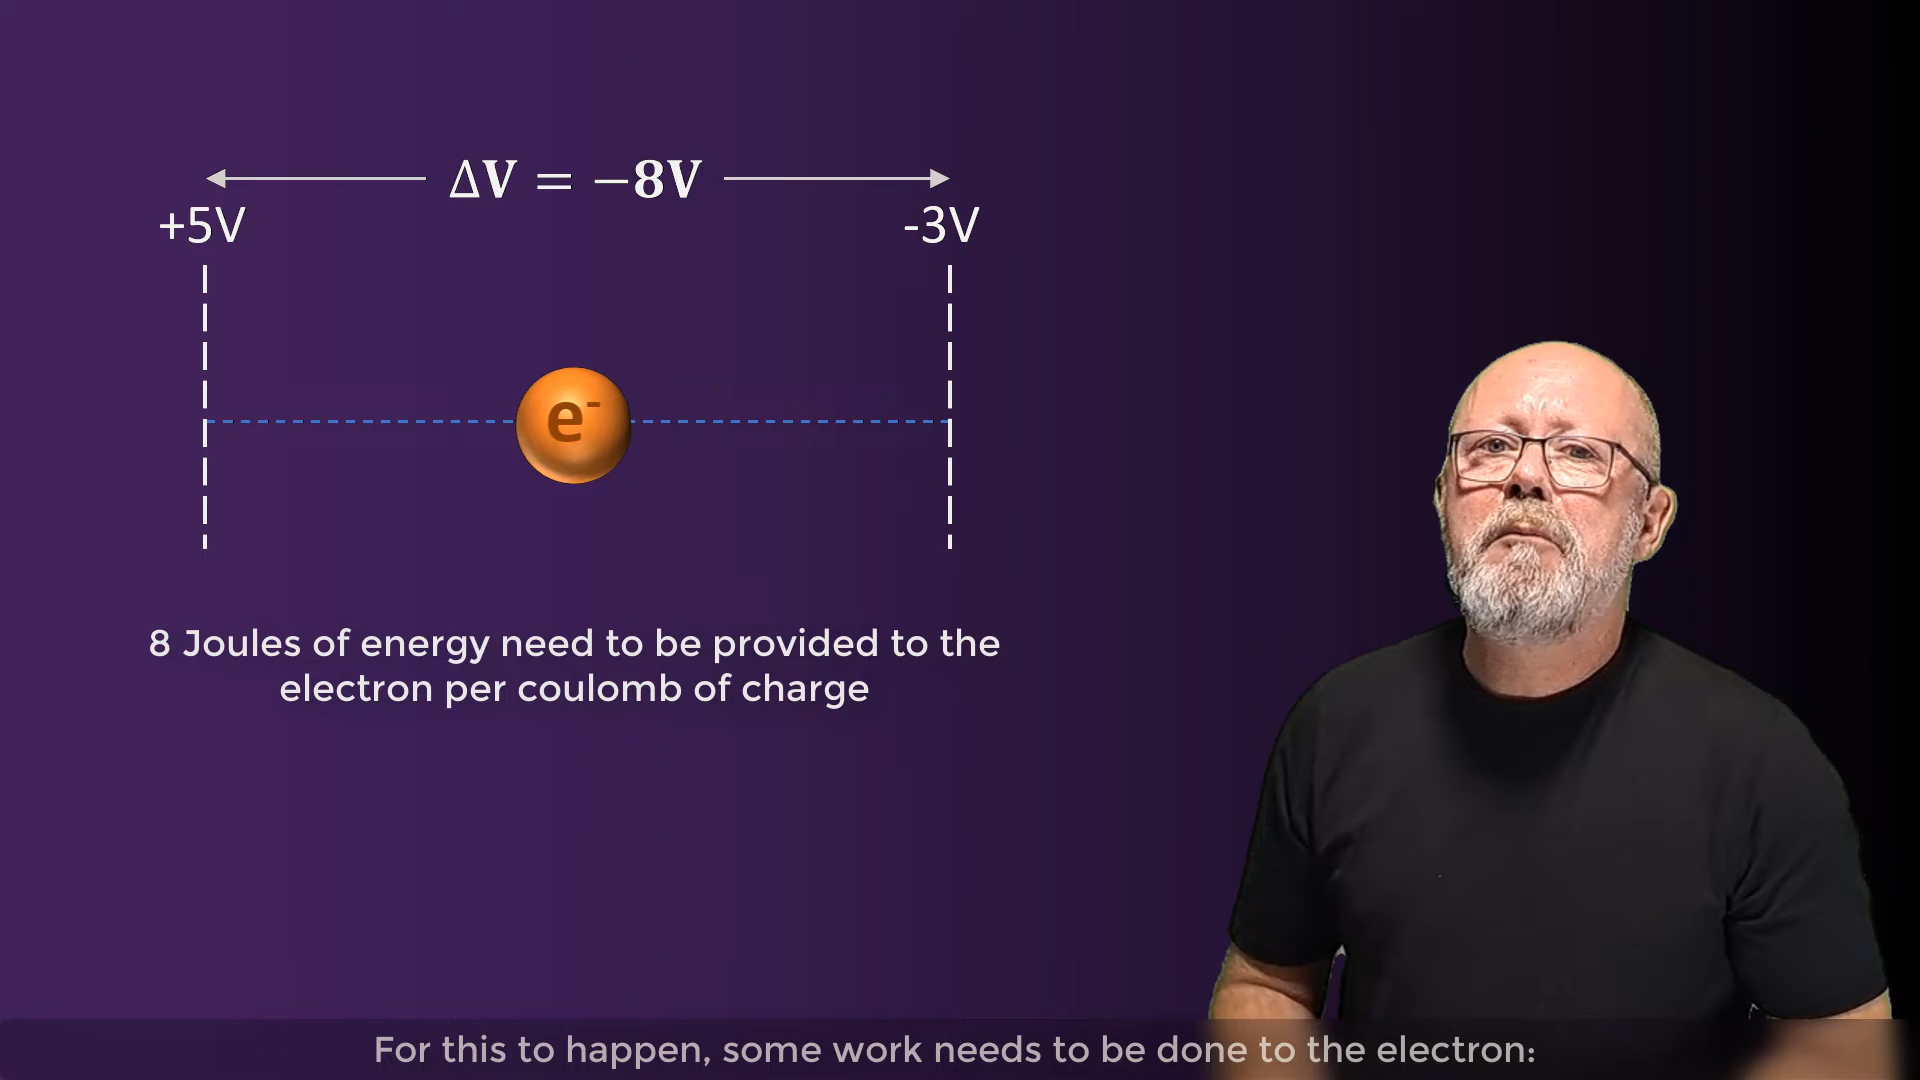 ΔV = −8V
+5V
-3V
e-
8 Joules of energy need to be provided to the
electron per coulomb of charge
For this to happen, some work needs to be done to the electron: